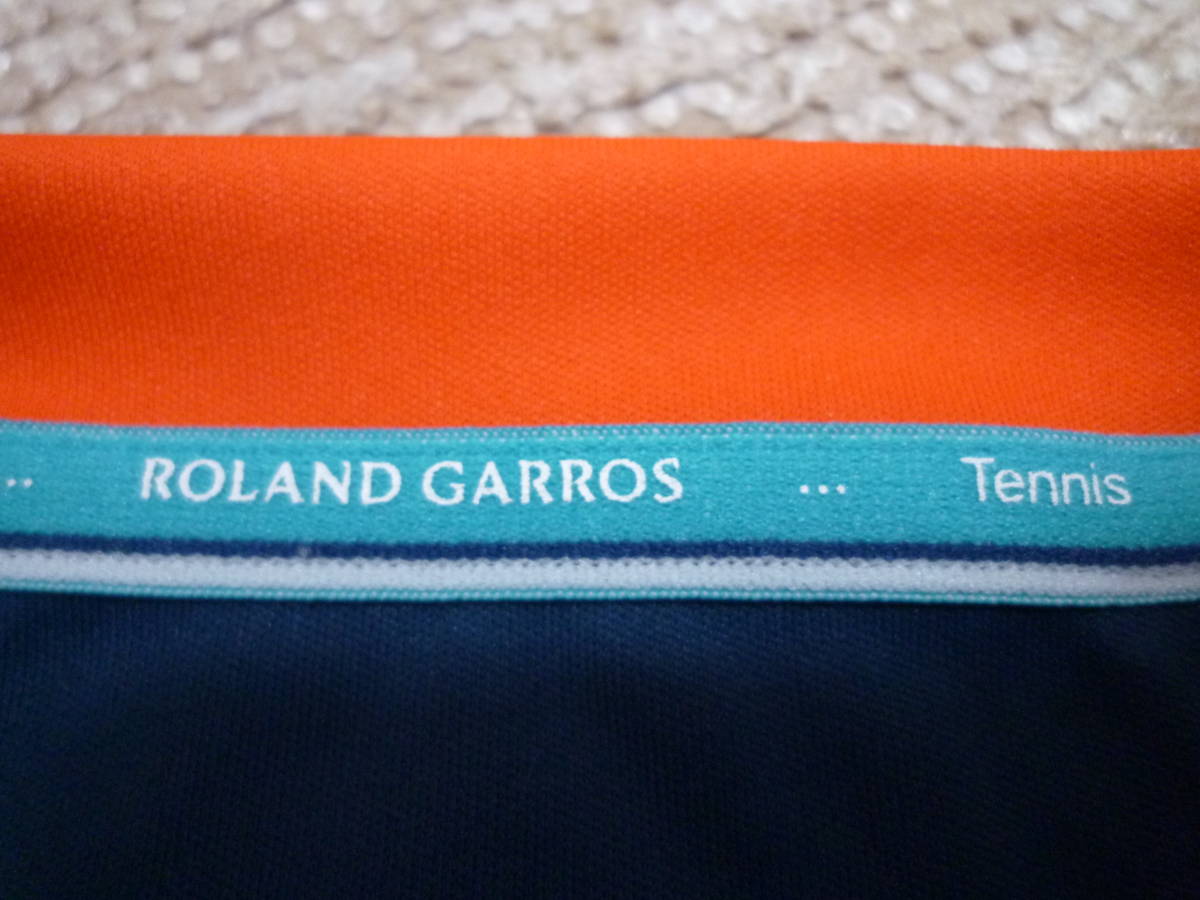 .. ROLAND GARROS ... Tennis